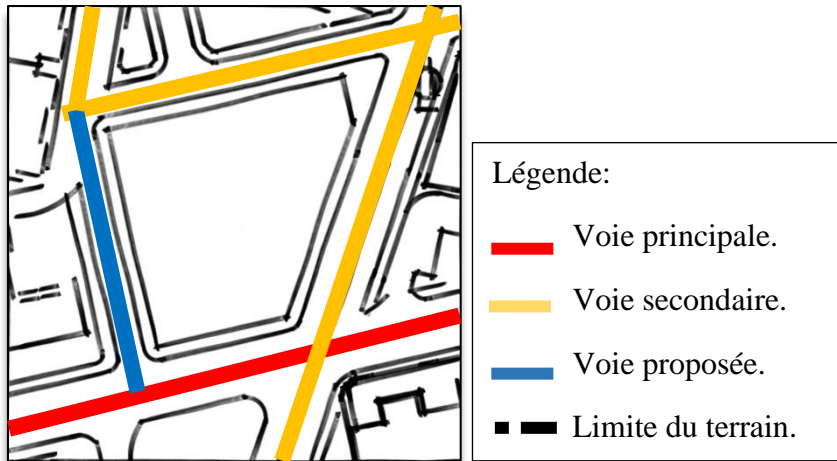 Légende:
Voie principale.
Voie secondaire.
Voie proposée.
Limite du terrain.